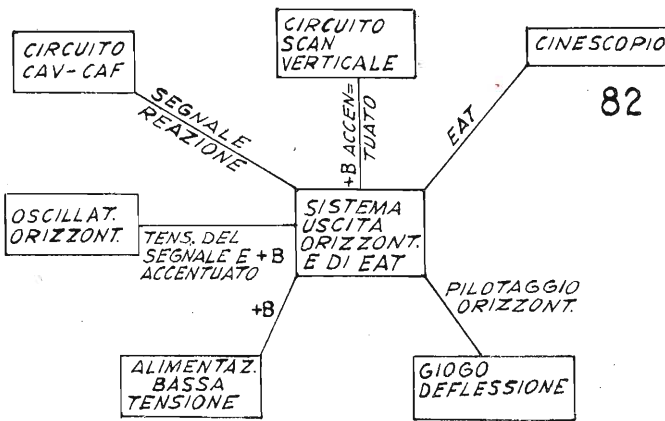 CIRCUITO
CAV-CAF
CIRCUITO
SCAN
VERTICALE
CINESCOPIO
82
SEGNALE
REAZIONE
+B ACCEN=
TUATO
EAT
OSCILLAT.
ORIZZONT.
TENS. DEL
SEGNALE E +B
ACCENTUATO
SISTEMA
USCITA
ORIZZONT.
E DI EAT
PILOTAGGIO
ORIZZONT.
+B
ALIMENTAZ.
BASSA
TENSIONE
GIOGO
DEFLESSIONE